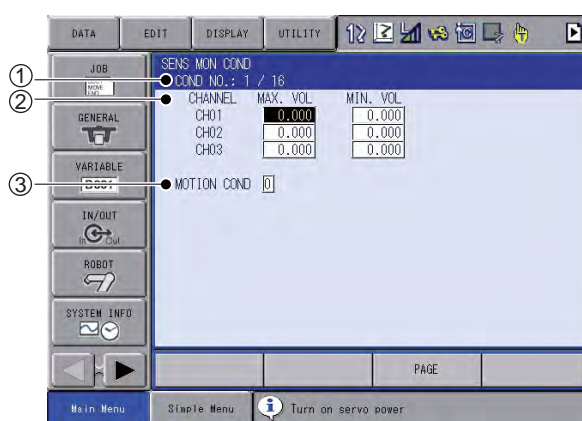 DATA EDIT DISPLAY UTILITY
JOB
SENS MON COND
① COND NO.: 1 / 16
② CHANNEL MAX. VOL MIN. VOL
CH01 0.000 0.000
GENERAL
CH02 0.000 0.000
CH03 0.000 0.000
VARIABLE
③ MOTION COND 0
IN/OUT
In Out
ROBOT
SYSTEM INFO
PAGE
Main Menu Simple Menu Turn on servo power